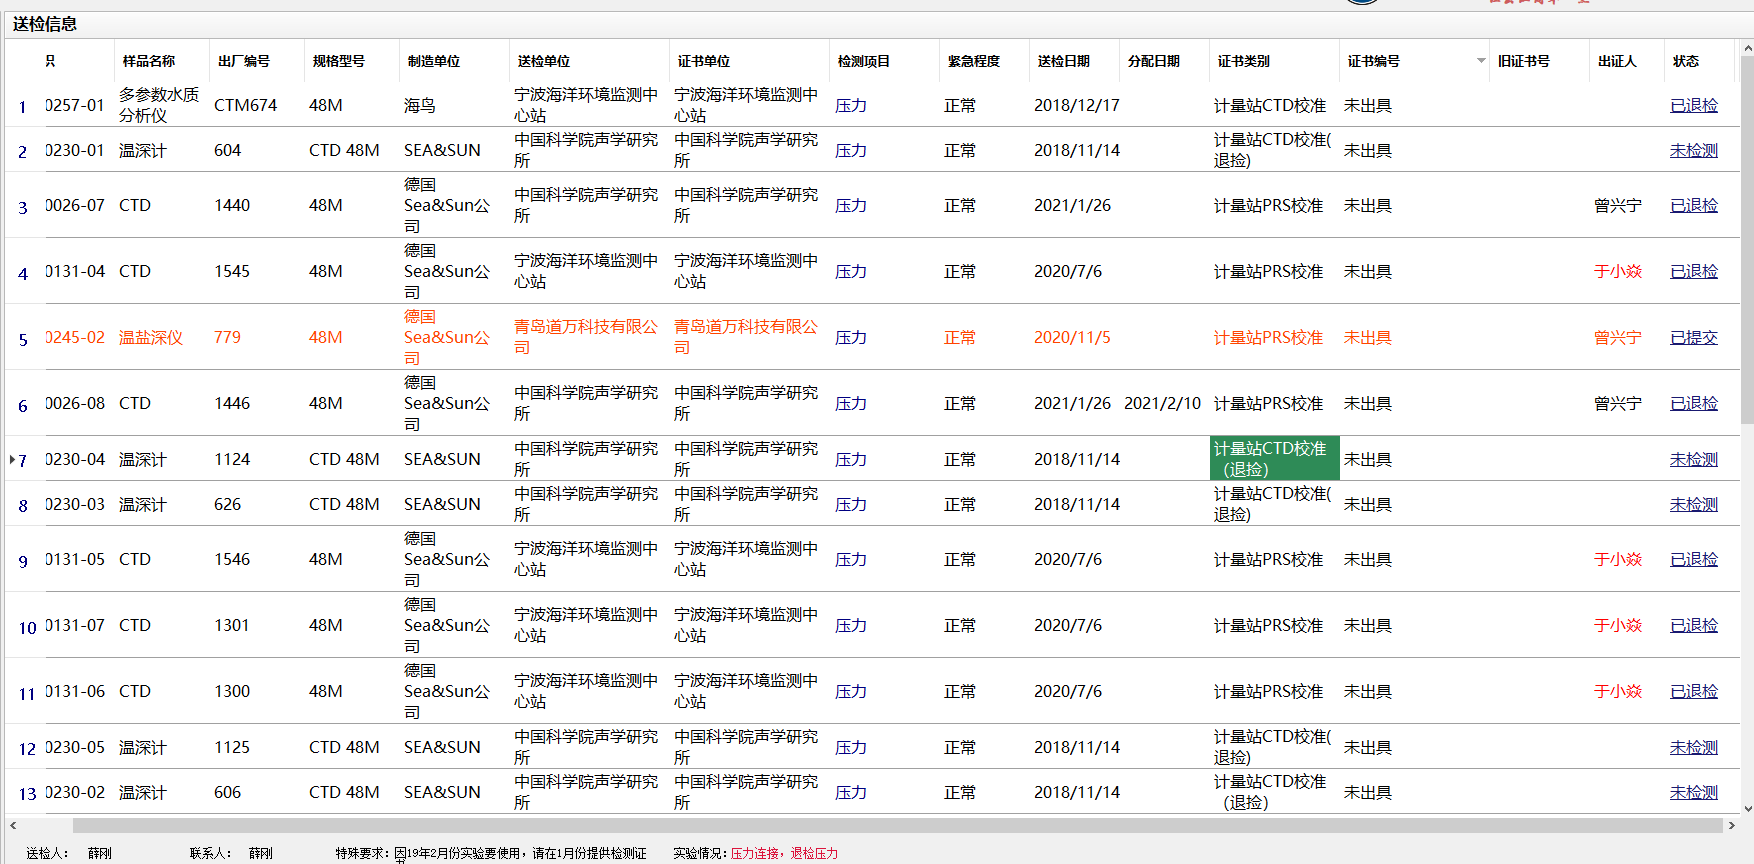 送检信息
样品名称 出厂编号 规格型号 制造单位 送检单位 证书单位 检测项目 紧急程度 送检日期 分配日期 证书类别 证书编号 旧证书号 出证人 状态
1 0257-01 多参数水质分析仪 CTM674 48M 海鸟 宁波海洋环境监测中心站 宁波海洋环境监测中心站 压力 正常 2018/12/17 计量站CTD校准 未出具 已退检
2 0230-01 温深计 604 CTD 48M SEA&SUN 中国科学院声学研究所 中国科学院声学研究所 压力 正常 2018/11/14 计量站CTD校准(退捡) 未出具 未检测
3 0026-07 CTD 1440 48M 德国Sea&Sun公司 中国科学院声学研究所 中国科学院声学研究所 压力 正常 2021/1/26 计量站PRS校准 未出具 曾兴宁 已退检
4 0131-04 CTD 1545 48M 德国Sea&Sun公司 宁波海洋环境监测中心站 宁波海洋环境监测中心站 压力 正常 2020/7/6 计量站PRS校准 未出具 于小焱 已退检
5 0245-02 温盐深仪 779 48M 德国Sea&Sun公司 青岛道万科技有限公司 青岛道万科技有限公司 压力 正常 2020/11/5 计量站PRS校准 未出具 曾兴宁 已提交
6 0026-08 CTD 1446 48M 德国Sea&Sun公司 中国科学院声学研究所 中国科学院声学研究所 压力 正常 2021/1/26 2021/2/10 计量站PRS校准 未出具 曾兴宁 已退检
7 0230-04 温深计 1124 CTD 48M SEA&SUN 中国科学院声学研究所 中国科学院声学研究所 压力 正常 2018/11/14 计量站CTD校准（退捡） 未出具 未检测
8 0230-03 温深计 626 CTD 48M SEA&SUN 中国科学院声学研究所 中国科学院声学研究所 压力 正常 2018/11/14 计量站CTD校准(退捡) 未出具 未检测
9 0131-05 CTD 1546 48M 德国Sea&Sun公司 宁波海洋环境监测中心站 宁波海洋环境监测中心站 压力 正常 2020/7/6 计量站PRS校准 未出具 于小焱 已退检
10 0131-07 CTD 1301 48M 德国Sea&Sun公司 宁波海洋环境监测中心站 宁波海洋环境监测中心站 压力 正常 2020/7/6 计量站PRS校准 未出具 于小焱 已退检
11 0131-06 CTD 1300 48M 德国Sea&Sun公司 宁波海洋环境监测中心站 宁波海洋环境监测中心站 压力 正常 2020/7/6 计量站PRS校准 未出具 于小焱 已退检
12 0230-05 温深计 1125 CTD 48M SEA&SUN 中国科学院声学研究所 中国科学院声学研究所 压力 正常 2018/11/14 计量站CTD校准(退捡) 未出具 未检测
13 0230-02 温深计 606 CTD 48M SEA&SUN 中国科学院声学研究所 中国科学院声学研究所 压力 正常 2018/11/14 计量站CTD校准（退捡） 未出具 未检测
送检人： 薛刚 联系人： 薛刚 特殊要求：因19年2月份实验要使用，请在1月份提供检测证 实验情况：压力连接，退检压力